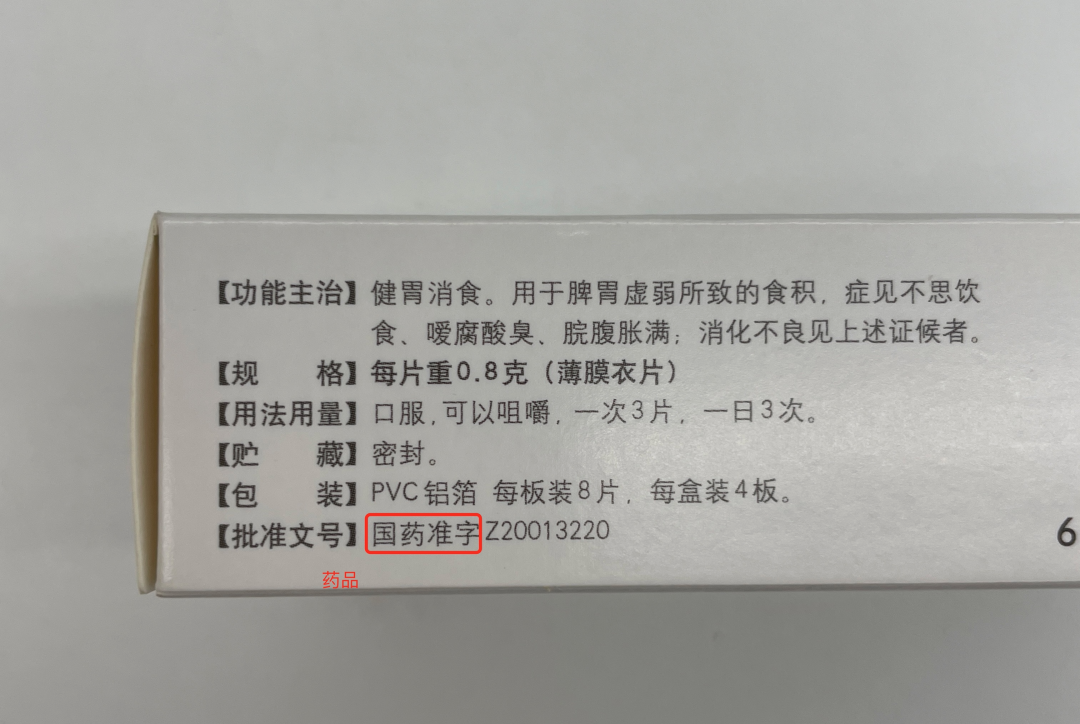 【功能主治】健胃消食。用于脾胃虚弱所致的食积，症见不思饮
食、嗳腐酸臭、脘腹胀满；消化不良见上述证候者。
【规　　格】每片重0.8克（薄膜衣片）
【用法用量】口服，可以咀嚼，一次3片，一日3次。
【贮　　藏】密封。
【包　　装】PVC铝箔 每板装8片，每盒装4板。
【批准文号】国药准字Z20013220
6
药品